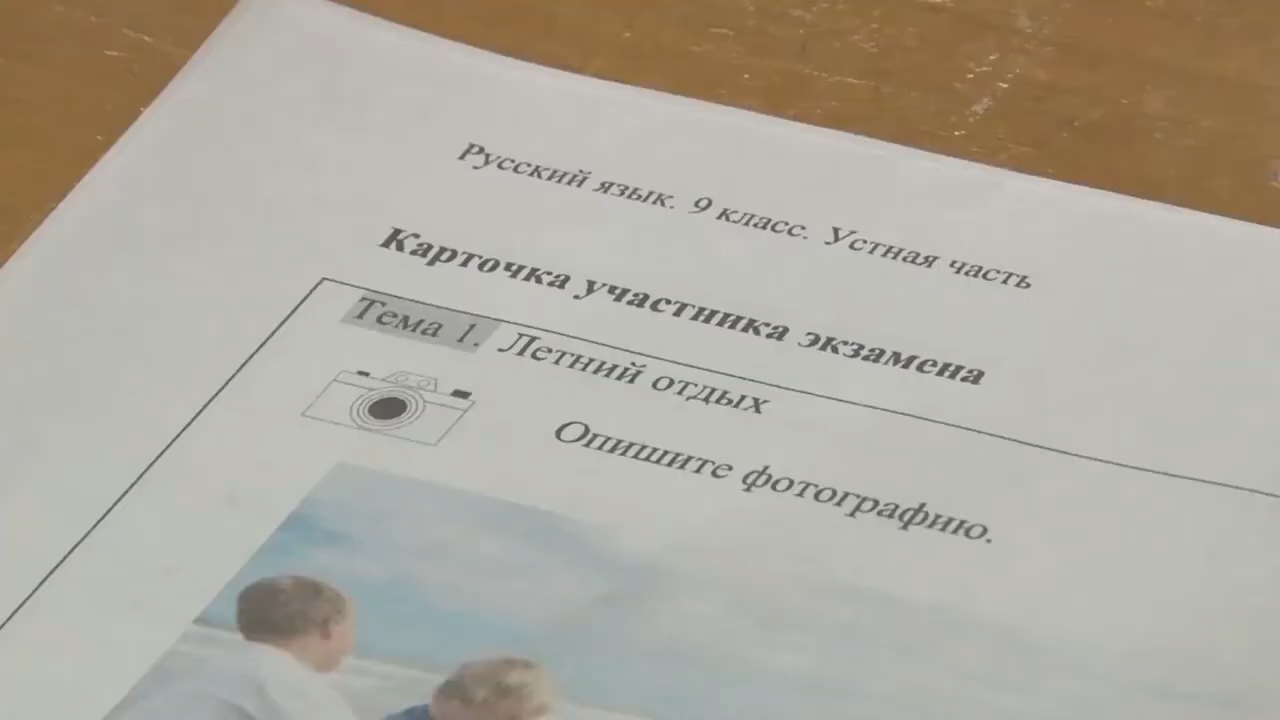 Русский язык. 9 класс. Устная часть
Карточка участника экзамена
Тема 1. Летний отдых
Опишите фотографию.